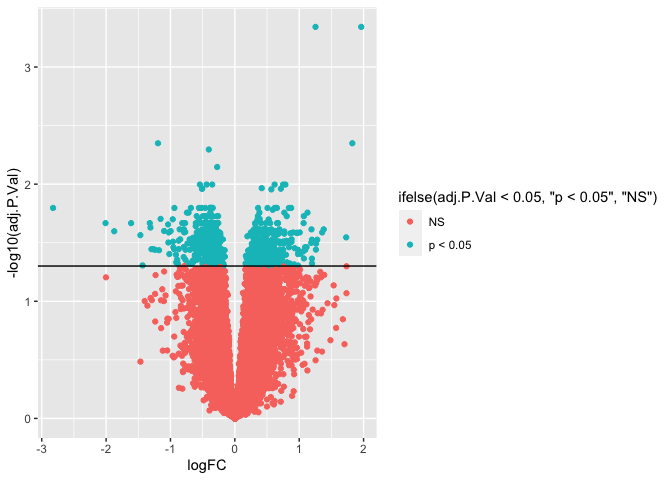 3
2
1
0
-log10(adj.P.Val)
-3
-2
-1
0
1
2
logFC
ifelse(adj.P.Val < 0.05, "p < 0.05", "NS")
NS
p < 0.05